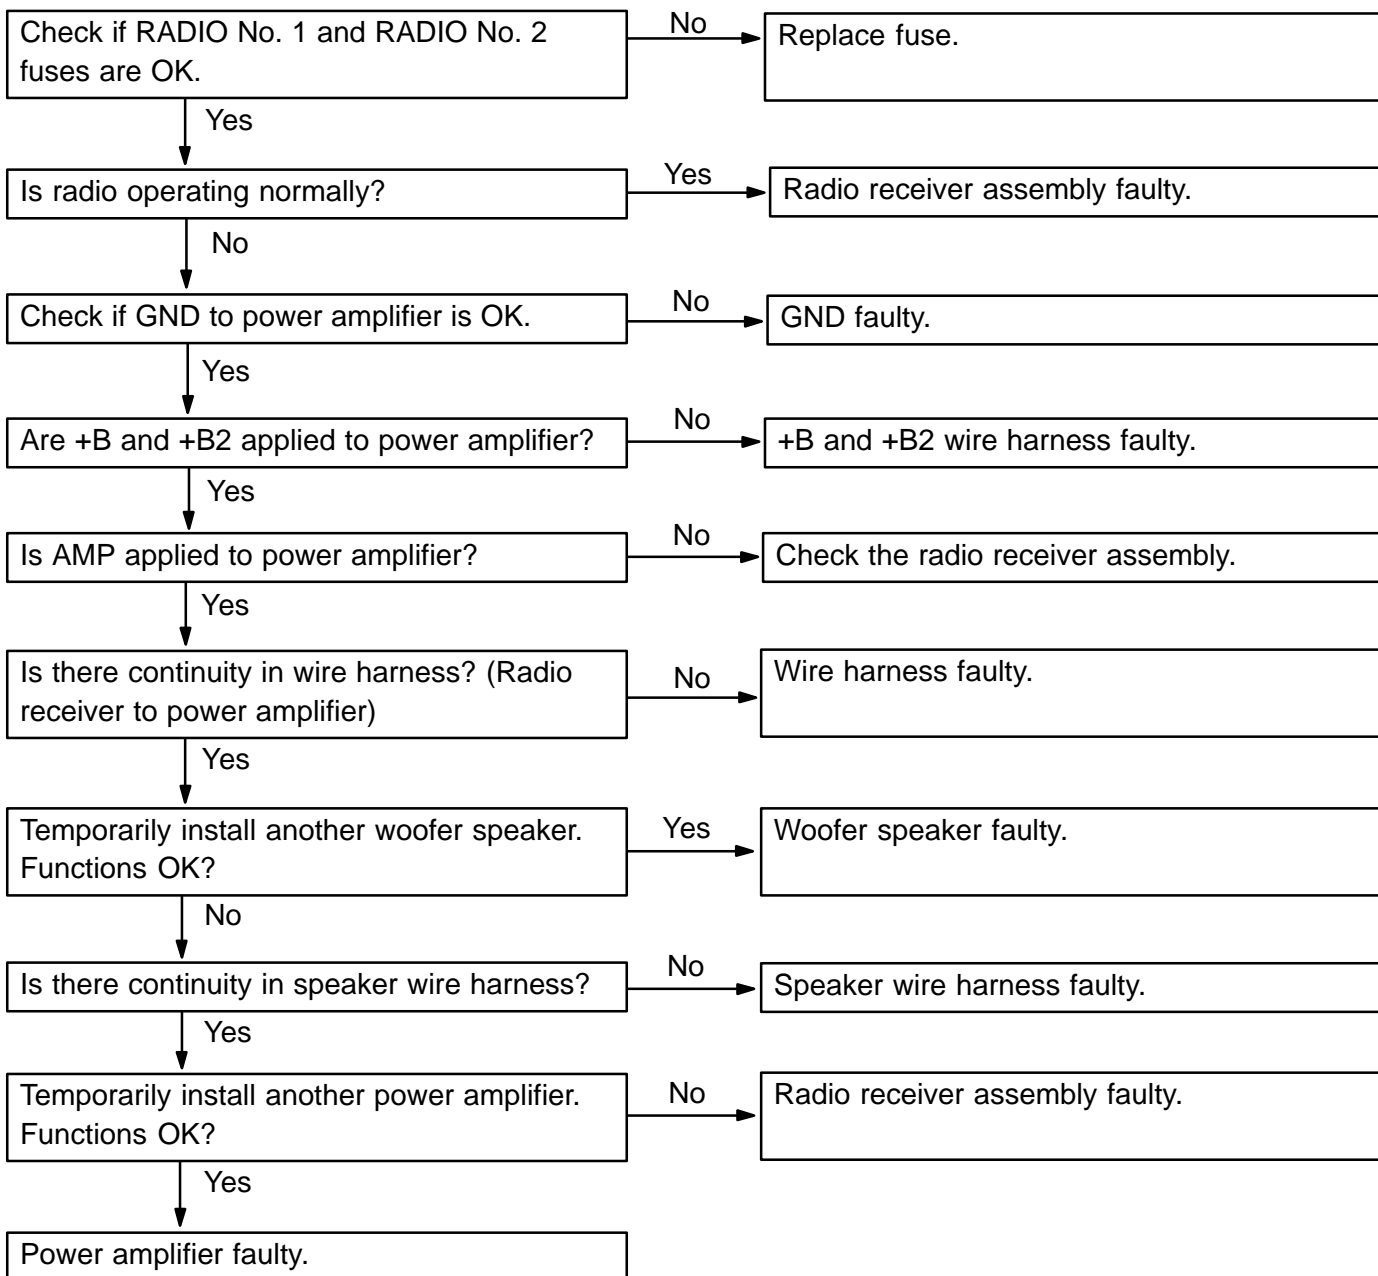 Check if RADIO No. 1 and RADIO No. 2
fuses are OK.
No
Replace fuse.
Yes
Is radio operating normally?
Yes
Radio receiver assembly faulty.
No
Check if GND to power amplifier is OK.
No
GND faulty.
Yes
Are +B and +B2 applied to power amplifier?
No
+B and +B2 wire harness faulty.
Yes
Is AMP applied to power amplifier?
No
Check the radio receiver assembly.
Yes
Is there continuity in wire harness? (Radio
receiver to power amplifier)
No
Wire harness faulty.
Yes
Temporarily install another woofer speaker.
Functions OK?
Yes
Woofer speaker faulty.
No
Is there continuity in speaker wire harness?
No
Speaker wire harness faulty.
Yes
Temporarily install another power amplifier.
Functions OK?
No
Radio receiver assembly faulty.
Yes
Power amplifier faulty.